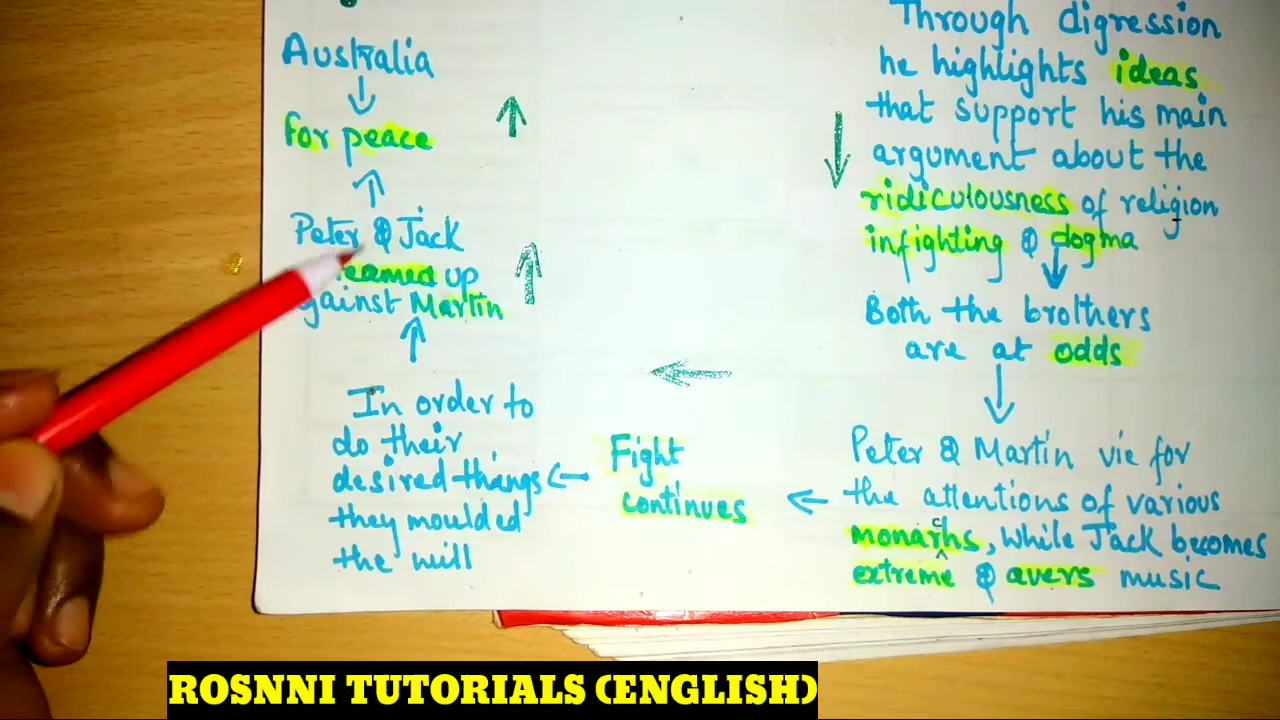 Through digression
he highlights ideas
that support his main
argument about the
ridiculousness of religion
infighting & dogma
Both the brothers
are at odds
Peter & Martin vie for
the attentions of various
monarchs, while Jack becomes
extreme & avers music
Fight
continues
In order to
do their
desired things
they moulded
the will
Peter & Jack
teamed up
against Martin
for peace
Australia
ROSNNI TUTORIALS (ENGLISH)